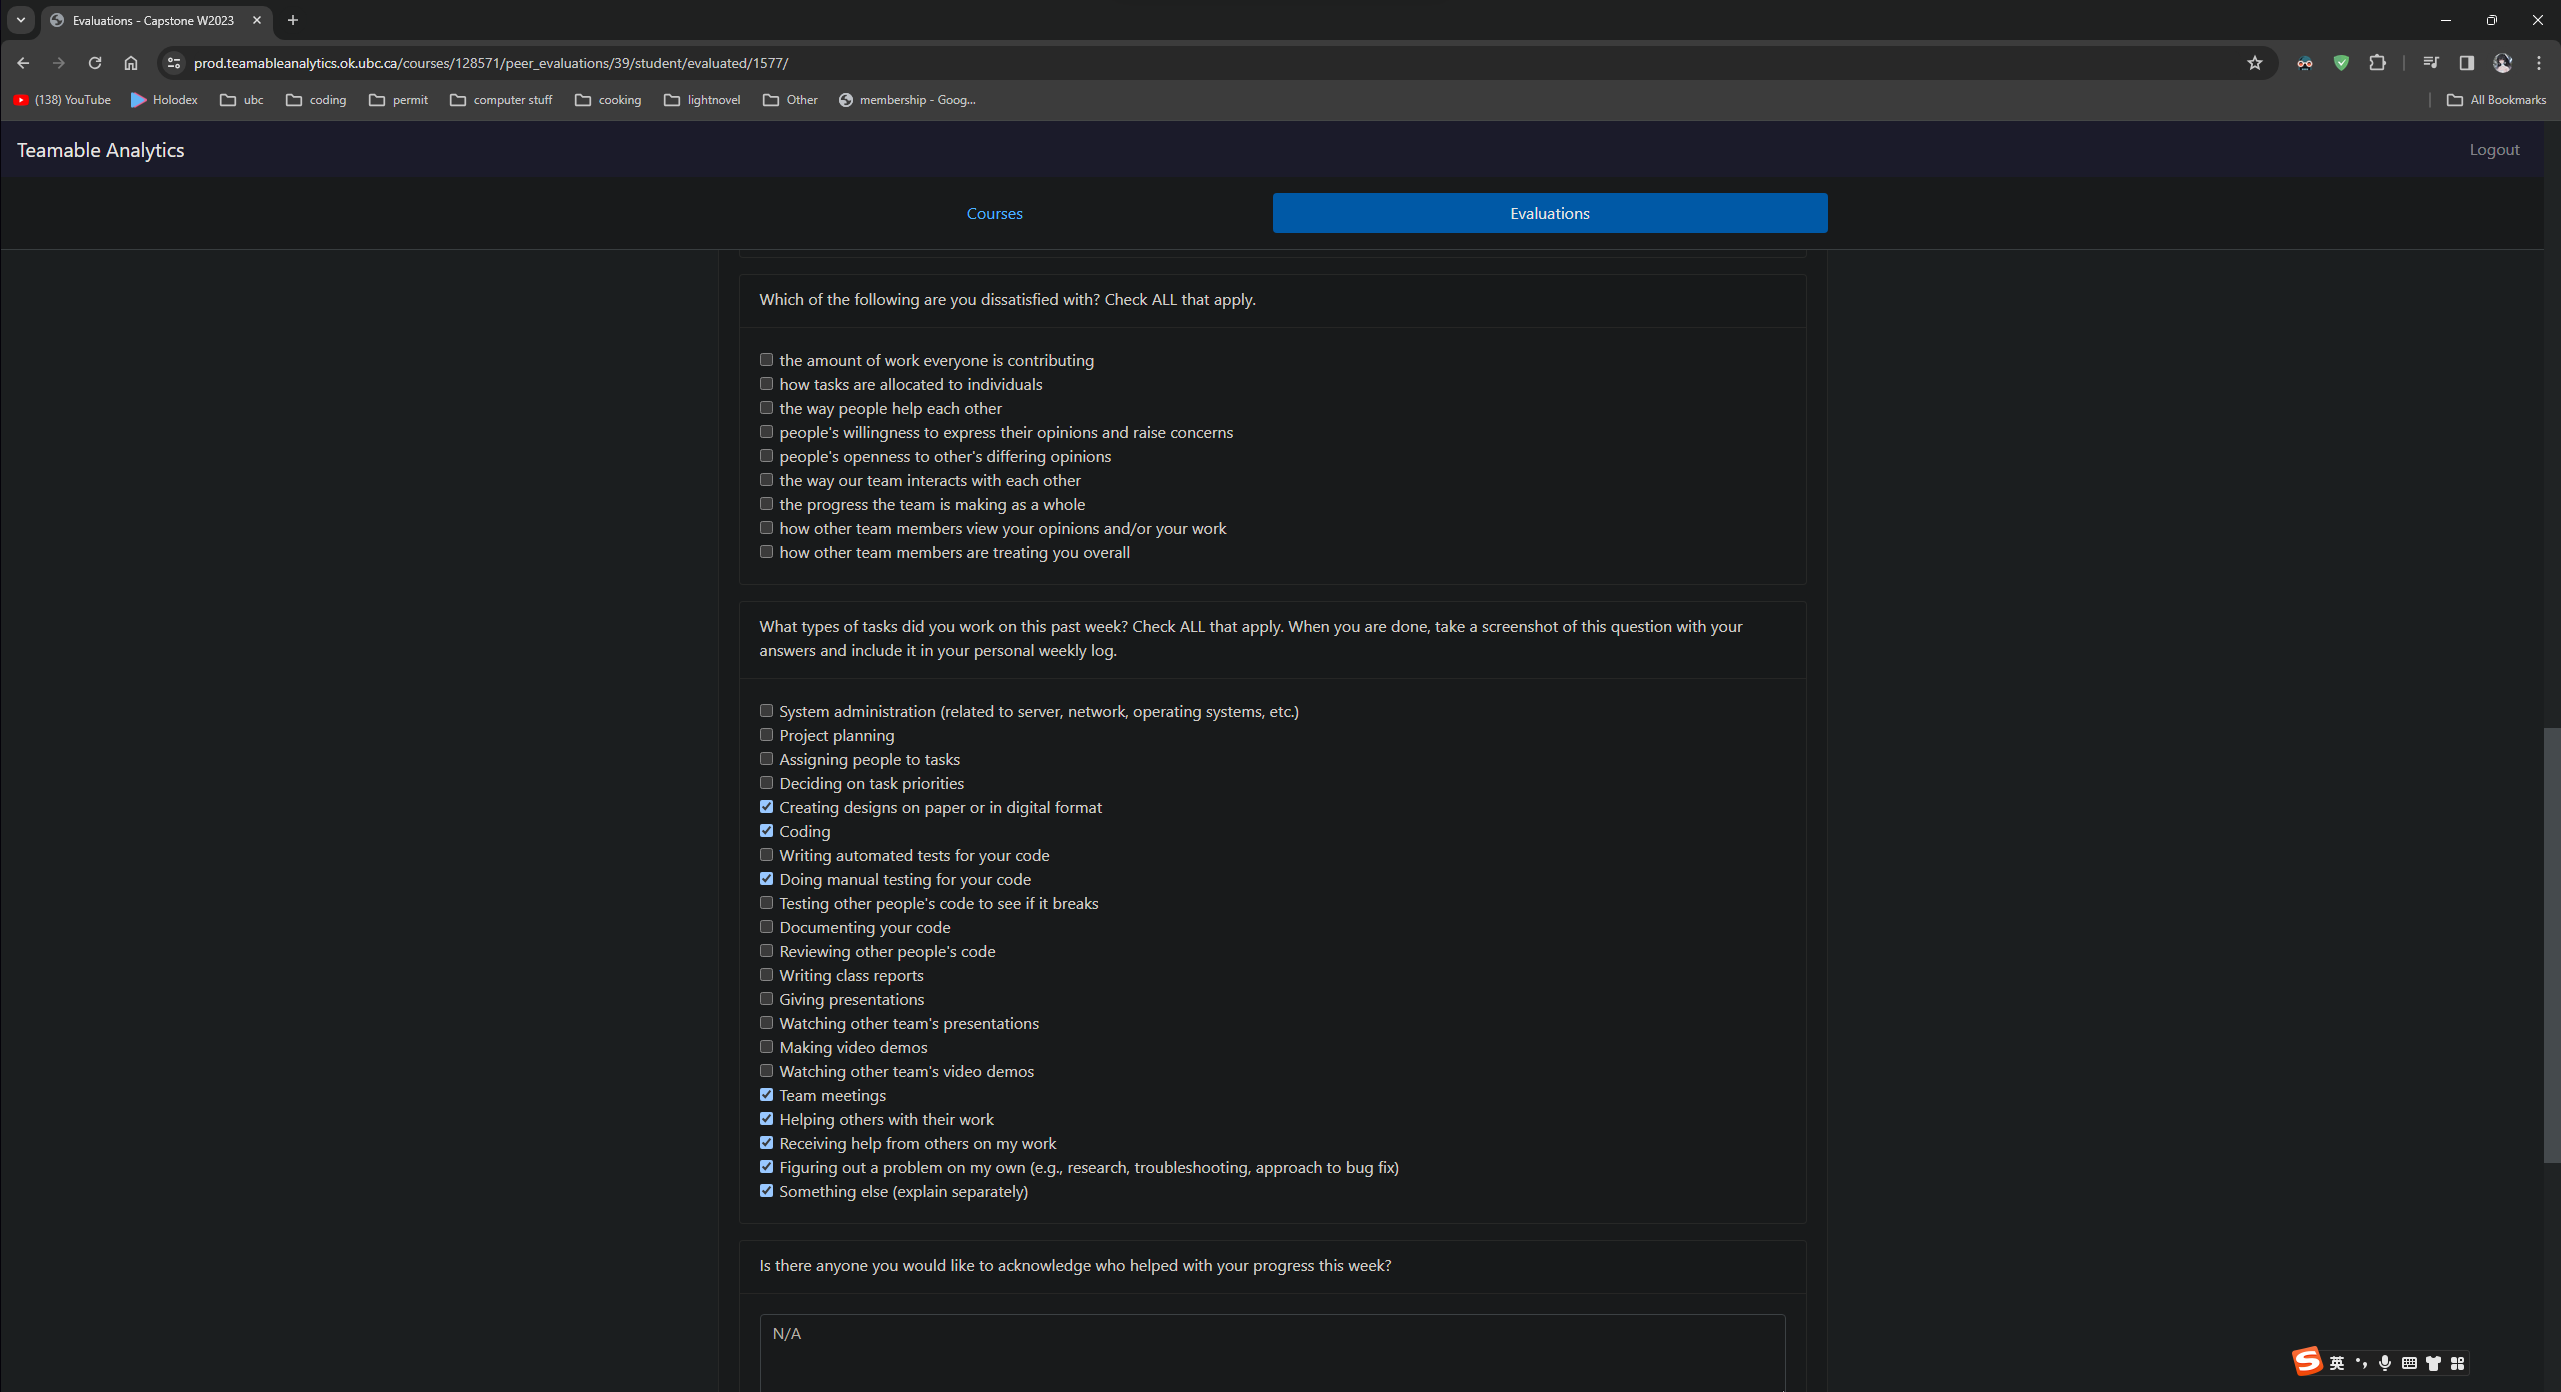 Evaluations - Capstone W2023
prod.teamableanalytics.ok.ubc.ca/courses/128571/peer_evaluations/39/student/evaluated/1577/
(138) YouTube Holodex ubc coding permit computer stuff cooking lightnovel Other membership - Goog... All Bookmarks
Teamable Analytics Logout
Courses Evaluations
Which of the following are you dissatisfied with? Check ALL that apply.
the amount of work everyone is contributing
how tasks are allocated to individuals
the way people help each other
people's willingness to express their opinions and raise concerns
people's openness to other's differing opinions
the way our team interacts with each other
the progress the team is making as a whole
how other team members view your opinions and/or your work
how other team members are treating you overall
What types of tasks did you work on this past week? Check ALL that apply. When you are done, take a screenshot of this question with your
answers and include it in your personal weekly log.
System administration (related to server, network, operating systems, etc.)
Project planning
Assigning people to tasks
Deciding on task priorities
Creating designs on paper or in digital format
Coding
Writing automated tests for your code
Doing manual testing for your code
Testing other people's code to see if it breaks
Documenting your code
Reviewing other people's code
Writing class reports
Giving presentations
Watching other team's presentations
Making video demos
Watching other team's video demos
Team meetings
Helping others with their work
Receiving help from others on my work
Figuring out a problem on my own (e.g., research, troubleshooting, approach to bug fix)
Something else (explain separately)
Is there anyone you would like to acknowledge who helped with your progress this week?
N/A
英